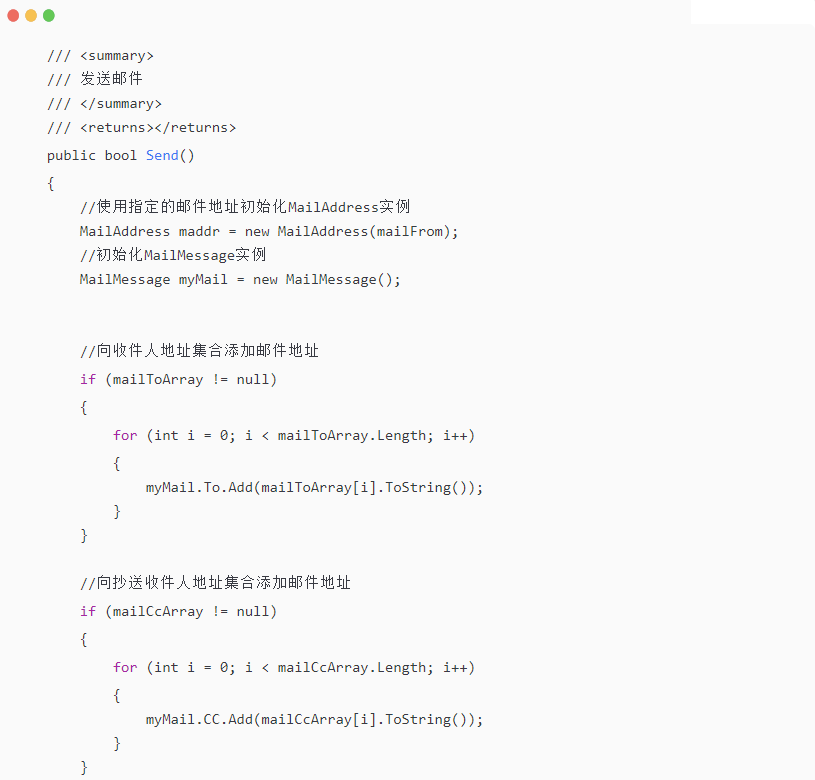 /// <summary>
/// 发送邮件
/// </summary>
/// <returns></returns>
public bool Send()
{
//使用指定的邮件地址初始化MailAddress实例
MailAddress maddr = new MailAddress(mailFrom);
//初始化MailMessage实例
MailMessage myMail = new MailMessage();
//向收件人地址集合添加邮件地址
if (mailToArray != null)
{
for (int i = 0; i < mailToArray.Length; i++)
{
myMail.To.Add(mailToArray[i].ToString());
}
}
//向抄送收件人地址集合添加邮件地址
if (mailCcArray != null)
{
for (int i = 0; i < mailCcArray.Length; i++)
{
myMail.CC.Add(mailCcArray[i].ToString());
}
}